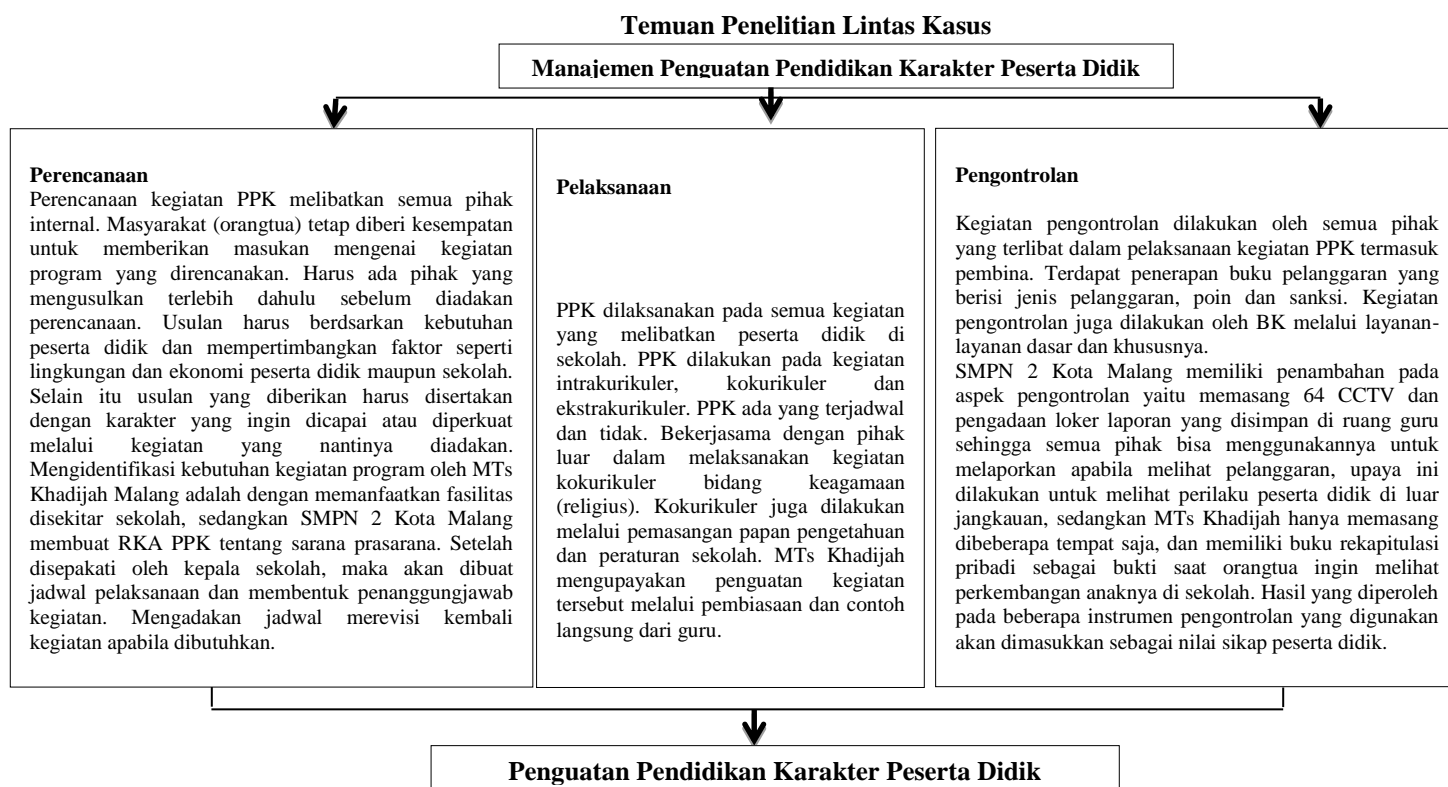 Temuan Penelitian Lintas Kasus
Manajemen Penguatan Pendidikan Karakter Peserta Didik
Perencanaan
Perencanaan kegiatan PPK melibatkan semua pihak
internal. Masyarakat (orangtua) tetap diberi kesempatan
untuk memberikan masukan mengenai kegiatan
program yang direncanakan. Harus ada pihak yang
mengusulkan terlebih dahulu sebelum diadakan
perencanaan. Usulan harus berdsarkan kebutuhan
peserta didik dan mempertimbangkan faktor seperti
lingkungan dan ekonomi peserta didik maupun sekolah.
Selain itu usulan yang diberikan harus disertakan
dengan karakter yang ingin dicapai atau diperkuat
melalui kegiatan yang nantinya diadakan.
Mengidentifikasi kebutuhan kegiatan program oleh MTs
Khadijah Malang adalah dengan memanfaatkan fasilitas
disekitar sekolah, sedangkan SMPN 2 Kota Malang
membuat RKA PPK tentang sarana prasarana. Setelah
disepakati oleh kepala sekolah, maka akan dibuat
jadwal pelaksanaan dan membentuk penanggungjawab
kegiatan. Mengadakan jadwal merevisi kembali
kegiatan apabila dibutuhkan.
Pelaksanaan
PPK dilaksanakan pada semua kegiatan
yang melibatkan peserta didik di
sekolah. PPK dilakukan pada kegiatan
intrakurikuler, kokurikuler dan
ekstrakurikuler. PPK ada yang terjadwal
dan tidak. Bekerjasama dengan pihak
luar dalam melaksanakan kegiatan
kokurikuler bidang keagamaan
(religius). Kokurikuler juga dilakukan
melalui pemasangan papan pengetahuan
dan peraturan sekolah. MTs Khadijah
mengupayakan penguatan kegiatan
tersebut melalui pembiasaan dan contoh
langsung dari guru.
Pengontrolan
Kegiatan pengontrolan dilakukan oleh semua pihak
yang terlibat dalam pelaksanaan kegiatan PPK termasuk
pembina. Terdapat penerapan buku pelanggaran yang
berisi jenis pelanggaran, poin dan sanksi. Kegiatan
pengontrolan juga dilakukan oleh BK melalui layanan-
layanan dasar dan khususnya.
SMPN 2 Kota Malang memiliki penambahan pada
aspek pengontrolan yaitu memasang 64 CCTV dan
pengadaan loker laporan yang disimpan di ruang guru
sehingga semua pihak bisa menggunakannya untuk
melaporkan apabila melihat pelanggaran, upaya ini
dilakukan untuk melihat perilaku peserta didik di luar
jangkauan, sedangkan MTs Khadijah hanya memasang
dibeberapa tempat saja, dan memiliki buku rekapitulasi
pribadi sebagai bukti saat orangtua ingin melihat
perkembangan anaknya di sekolah. Hasil yang diperoleh
pada beberapa instrumen pengontrolan yang digunakan
akan dimasukkan sebagai nilai sikap peserta didik.
Penguatan Pendidikan Karakter Peserta Didik